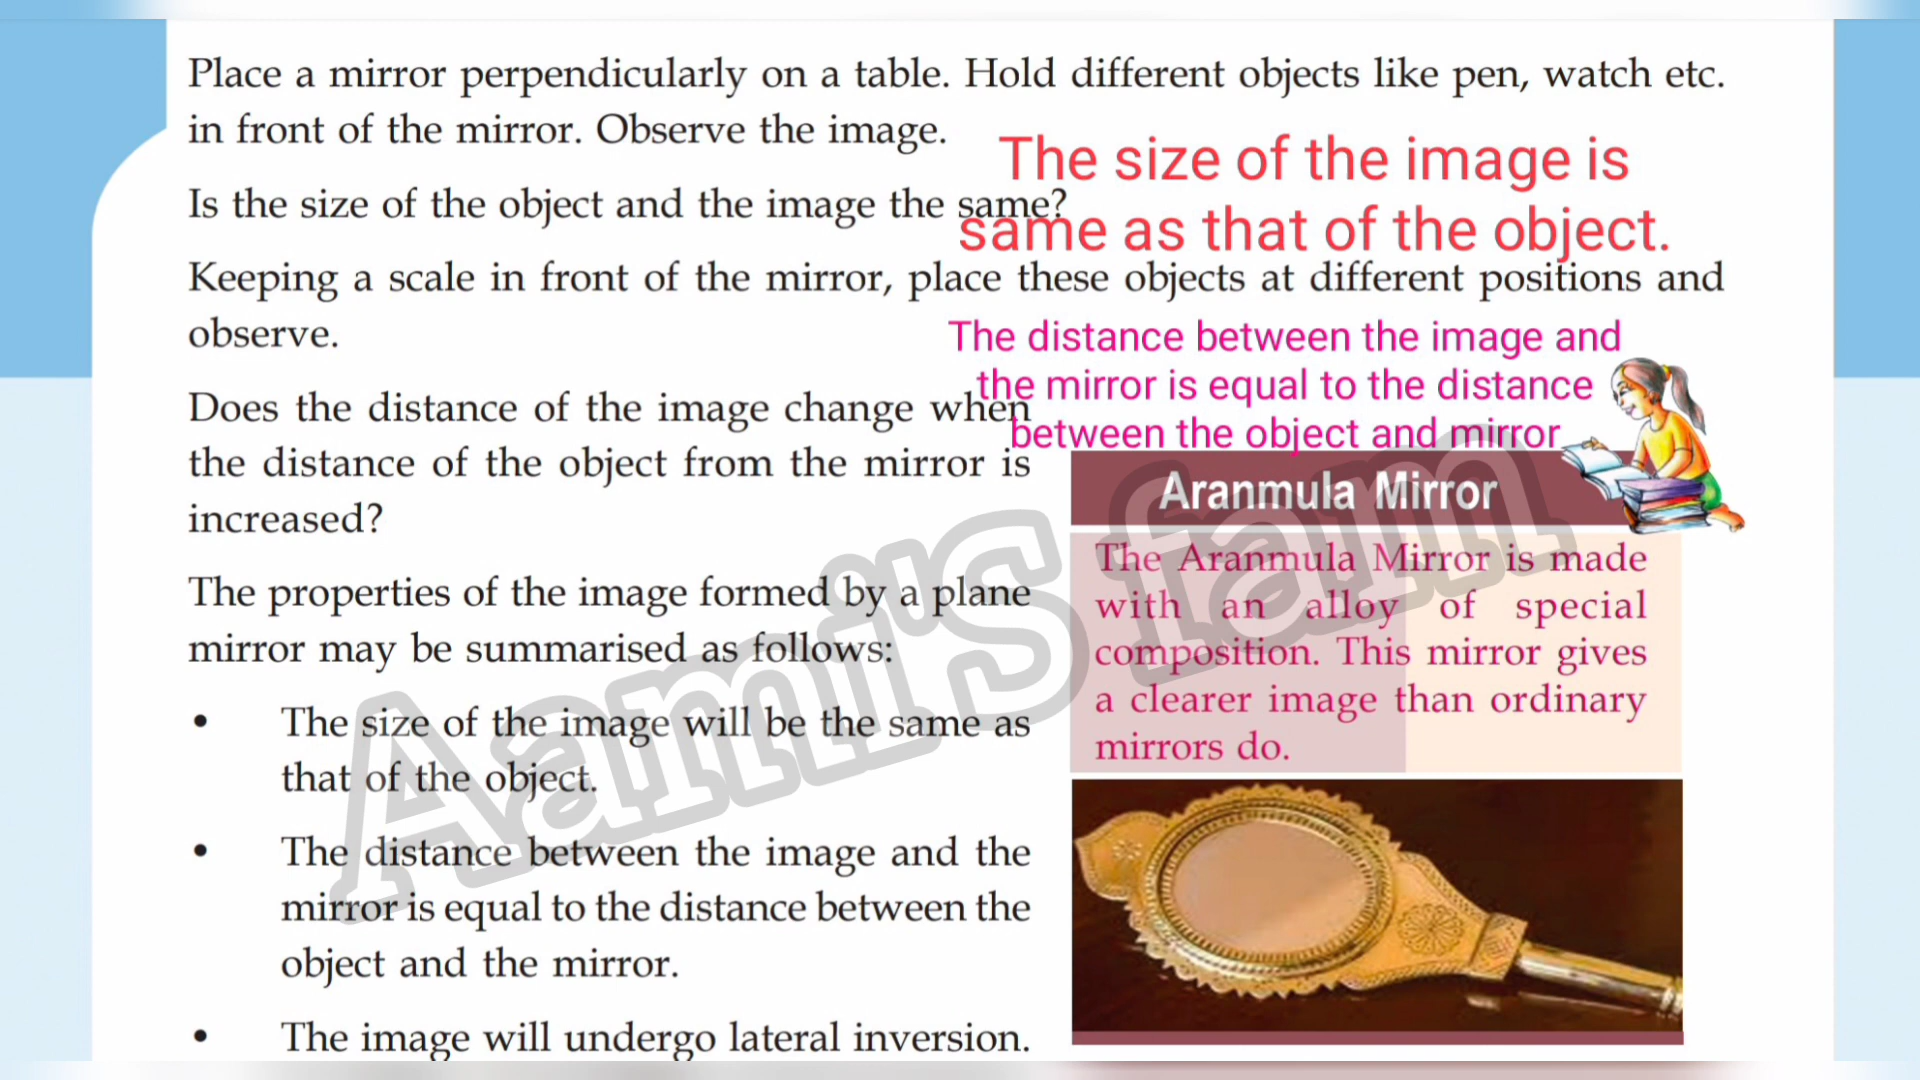 Place a mirror perpendicularly on a table. Hold different objects like pen, watch etc.
in front of the mirror. Observe the image.
The size of the image is
same as that of the object.
Is the size of the object and the image the same?
Keeping a scale in front of the mirror, place these objects at different positions and
observe.
The distance between the image and
the mirror is equal to the distance
between the object and mirror
Does the distance of the image change when
the distance of the object from the mirror is
increased?
The properties of the image formed by a plane
mirror may be summarised as follows:
• The size of the image will be the same as
that of the object.
• The distance between the image and the
mirror is equal to the distance between the
object and the mirror.
• The image will undergo lateral inversion.
Aranmula Mirror
The Aranmula Mirror is made
with an alloy of special
composition. This mirror gives
a clearer image than ordinary
mirrors do.
Aami'S fam